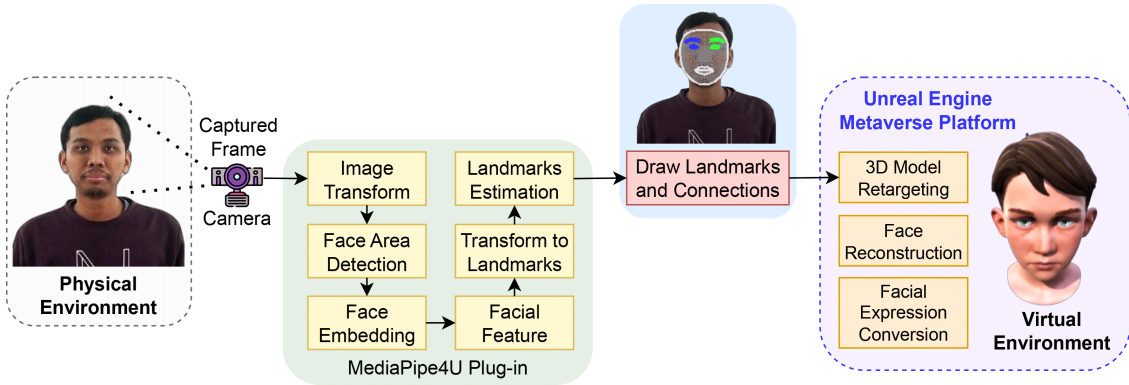 Physical
Environment
Captured
Frame
Camera
Image
Transform
Face Area
Detection
Face
Embedding
Facial
Feature
Transform to
Landmarks
Landmarks
Estimation
MediaPipe4U Plug-in
Draw Landmarks
and Connections
Unreal Engine
Metaverse Platform
3D Model
Retargeting
Face
Reconstruction
Facial
Expression
Conversion
Virtual
Environment